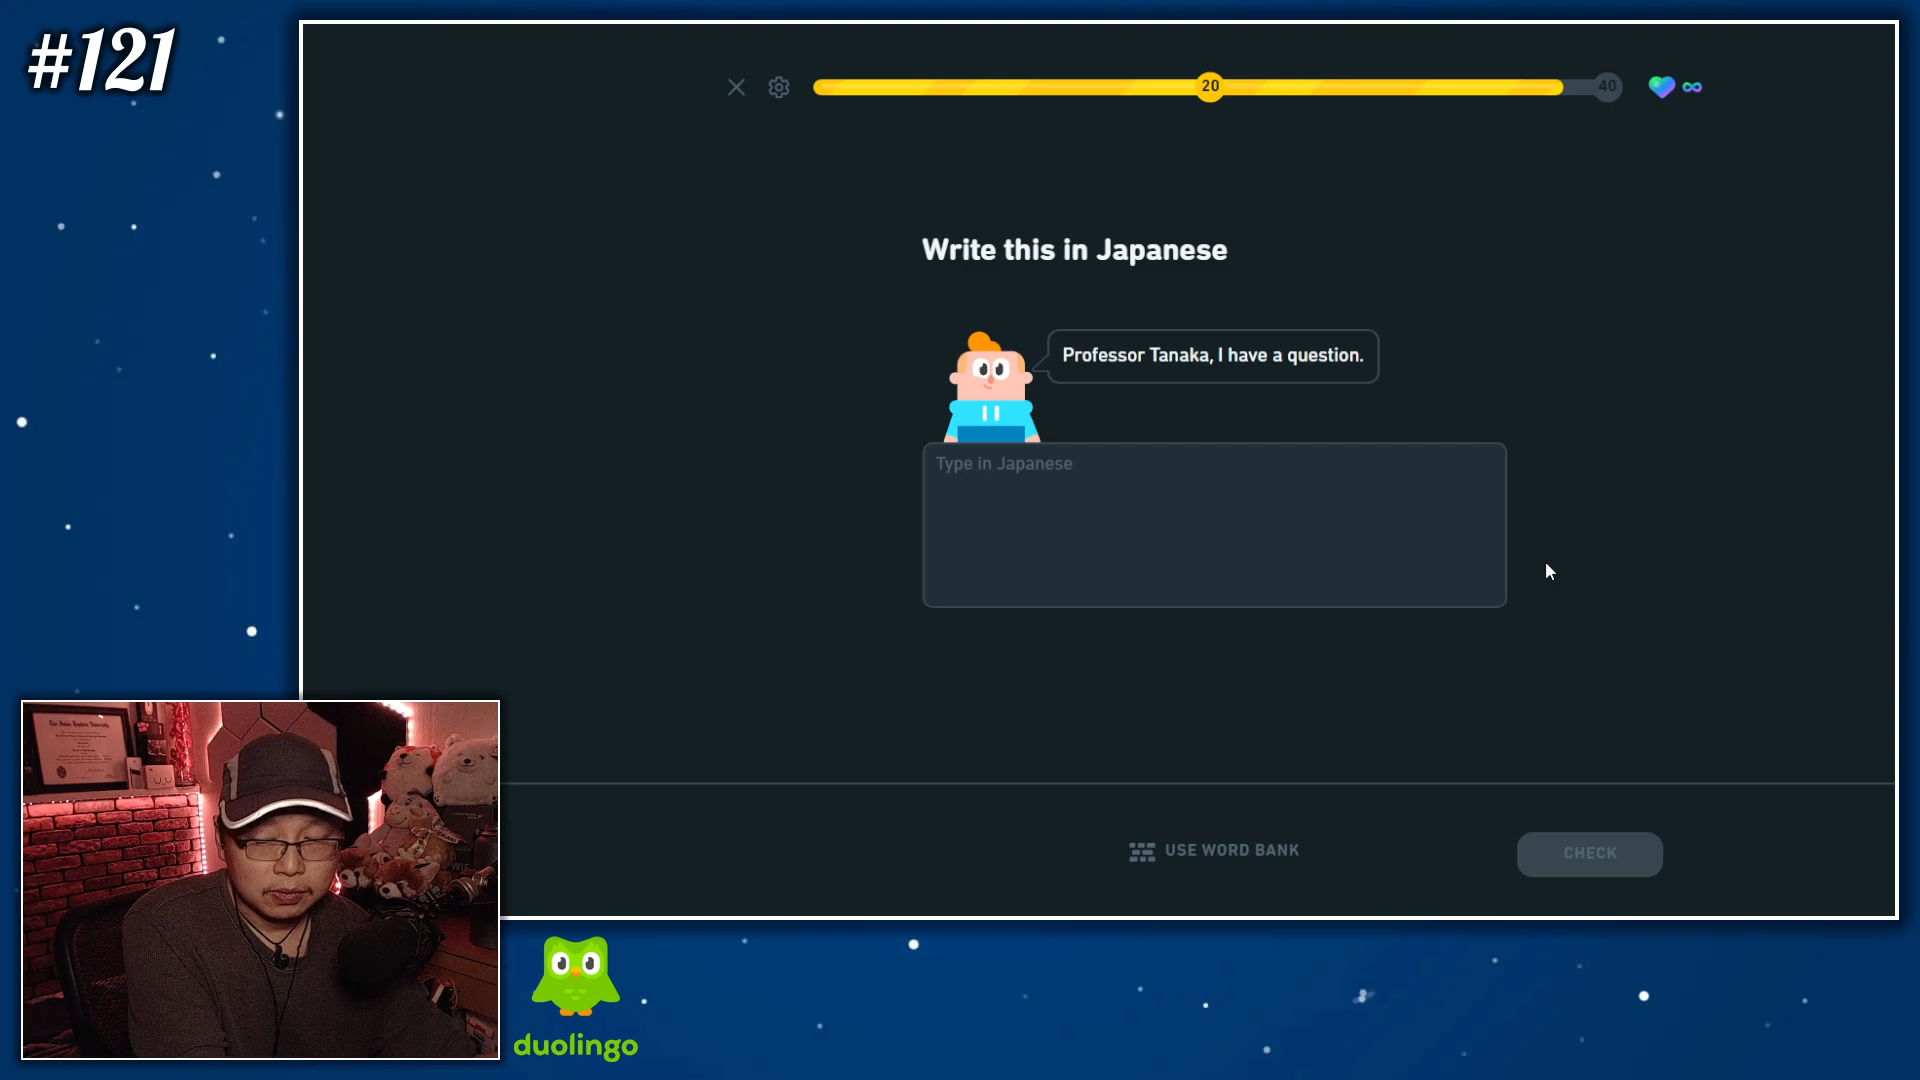 #121
20
40
Write this in Japanese
Professor Tanaka, I have a question.
Type in Japanese
USE WORD BANK
CHECK
duolingo